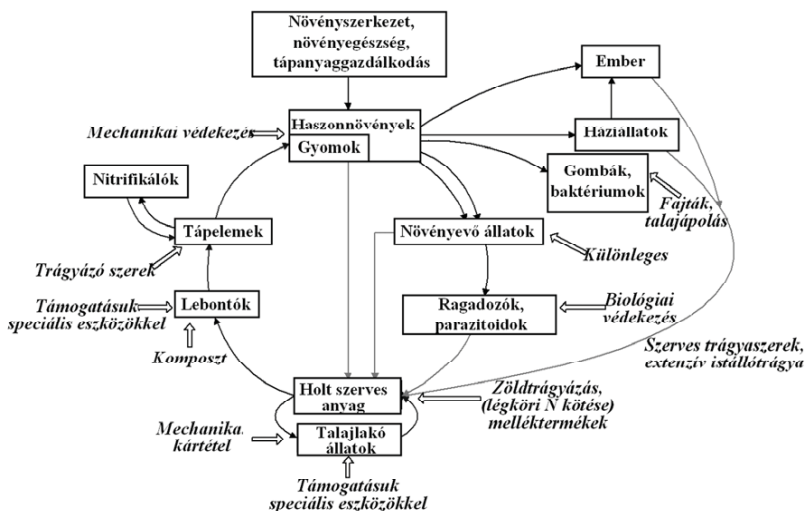 Növényszerkezet,
növényegészség,
tápanyaggazdálkodás
Ember
Mechanikai védekezés
Haszonnövények
Gyomok
Háziállatok
Nitrifikálók
Gombák,
baktériumok
Fajták,
talajápolás
Tápelemek
Növényevő állatok
Különleges
Trágyázó szerek
Támogatásuk
speciális eszközökkel
Lebontók
Ragadozók,
parazitoidok
Biológiai
védekezés
Komposzt
Szerves trágyaszerek,
extenzív istállótrágya
Holt szerves
anyag
Zöldtrágyázás,
(légköri N kötése)
melléktermékek
Mechanika
kártétel
Talajlakó
állatok
Támogatásuk
speciális eszközökkel